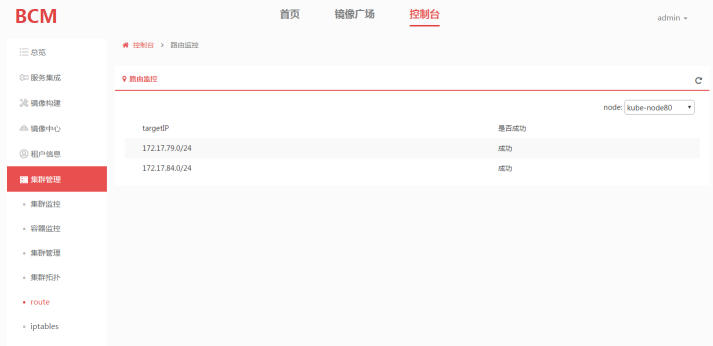 BCM
首页 镜像广场 控制台
admin
总览
服务集成
镜像构建
镜像中心
租户信息
集群管理
集群监控
容器监控
集群管理
集群拓扑
route
iptables
控制台 > 路由监控
路由监控
node: kube-node80
targetIP 是否成功
172.17.79.0/24 成功
172.17.84.0/24 成功